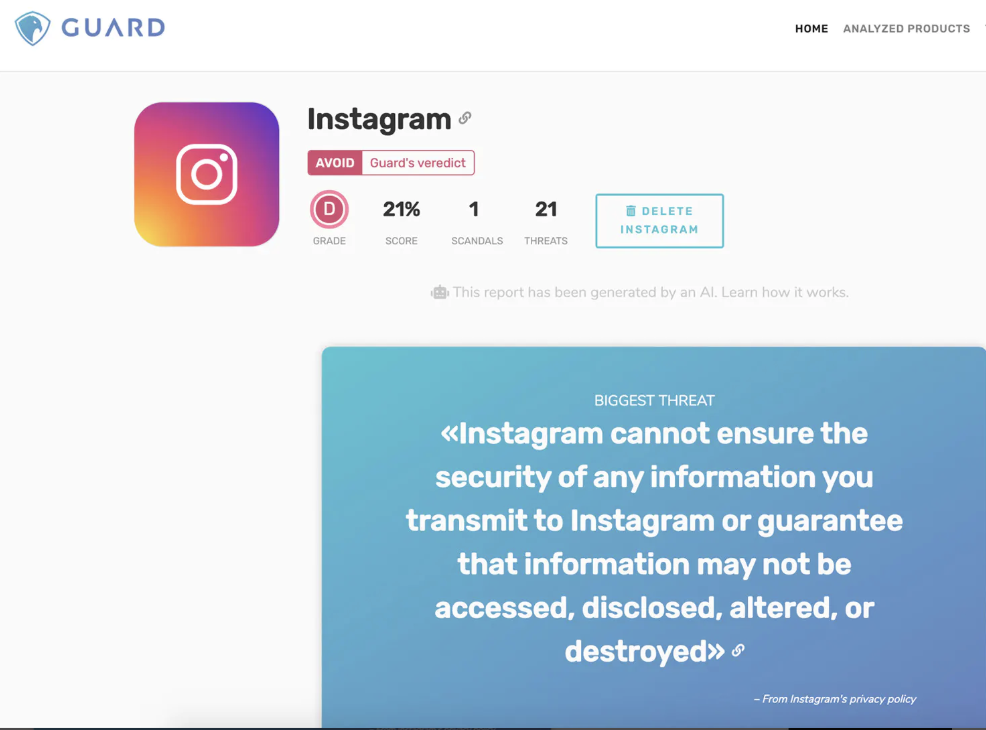 GUARD
HOME ANALYZED PRODUCTS
Instagram
AVOID Guard's veredict
D 21% 1 21
GRADE SCORE SCANDALS THREATS
DELETE
INSTAGRAM
This report has been generated by an AI. Learn how it works.
BIGGEST THREAT
«Instagram cannot ensure the
security of any information you
transmit to Instagram or guarantee
that information may not be
accessed, disclosed, altered, or
destroyed»
– From Instagram's privacy policy